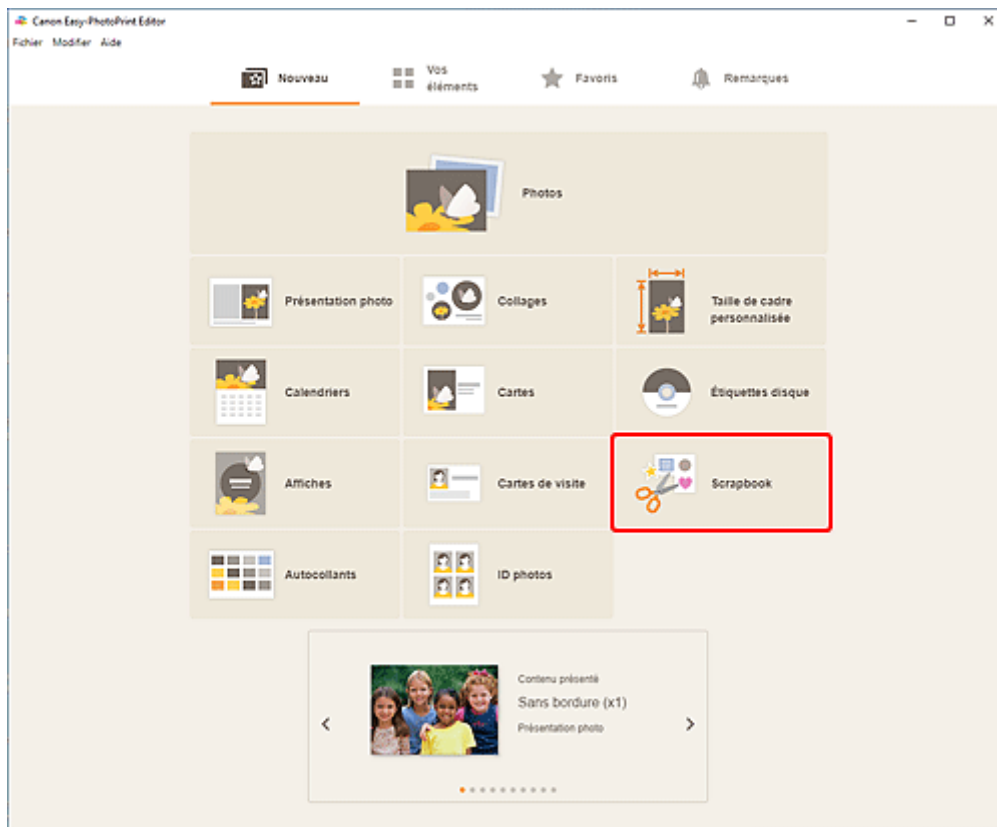 Canon Easy-PhotoPrint Editor
Fichier Modifier Aide
Nouveau
Vos
éléments
Favoris
Remarques
Photos
Présentation photo
Collages
Taille de cadre
personnalisée
Calendriers
Cartes
Étiquettes disque
Affiches
Cartes de visite
Scrapbook
Autocollants
ID photos
Contenu présenté
Sans bordure (x1)
Présentation photo